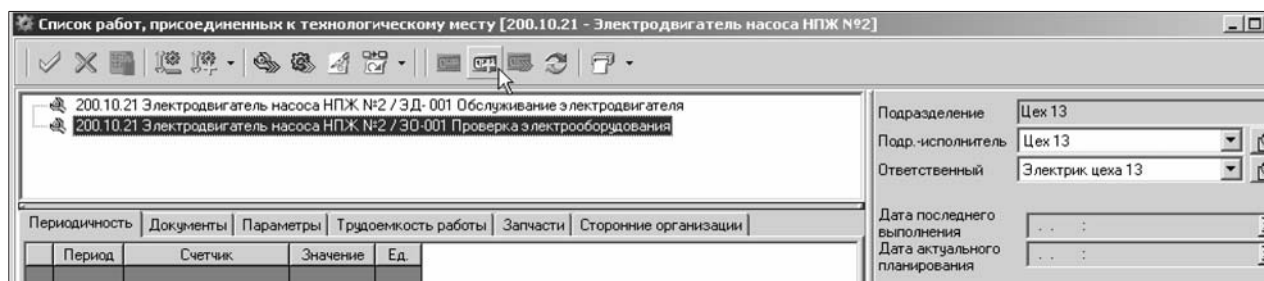 Список работ, присоединенных к технологическому месту [200.10.21 - Электродвигатель насоса НПЖ №2]
200.10.21 Электродвигатель насоса НПЖ №2 / ЭД- 001 Обслуживание электродвигателя
200.10.21 Электродвигатель насоса НПЖ №2 / ЭО-001 Проверка электрооборудования
Подразделение Цех 13
Подр.-исполнитель Цех 13
Ответственный Электрик цеха 13
Дата последнего
выполнения . . :
Дата актуального
планирования . . :
Периодичность Документы Параметры Трудоемкость работы Запчасти Сторонние организации
Период Счетчик Значение Ед.